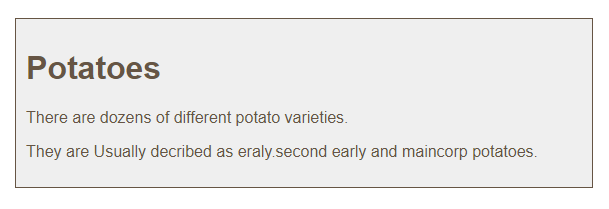 Potatoes
There are dozens of different potato varieties.
They are Usually decribed as eraly.second early and maincorp potatoes.